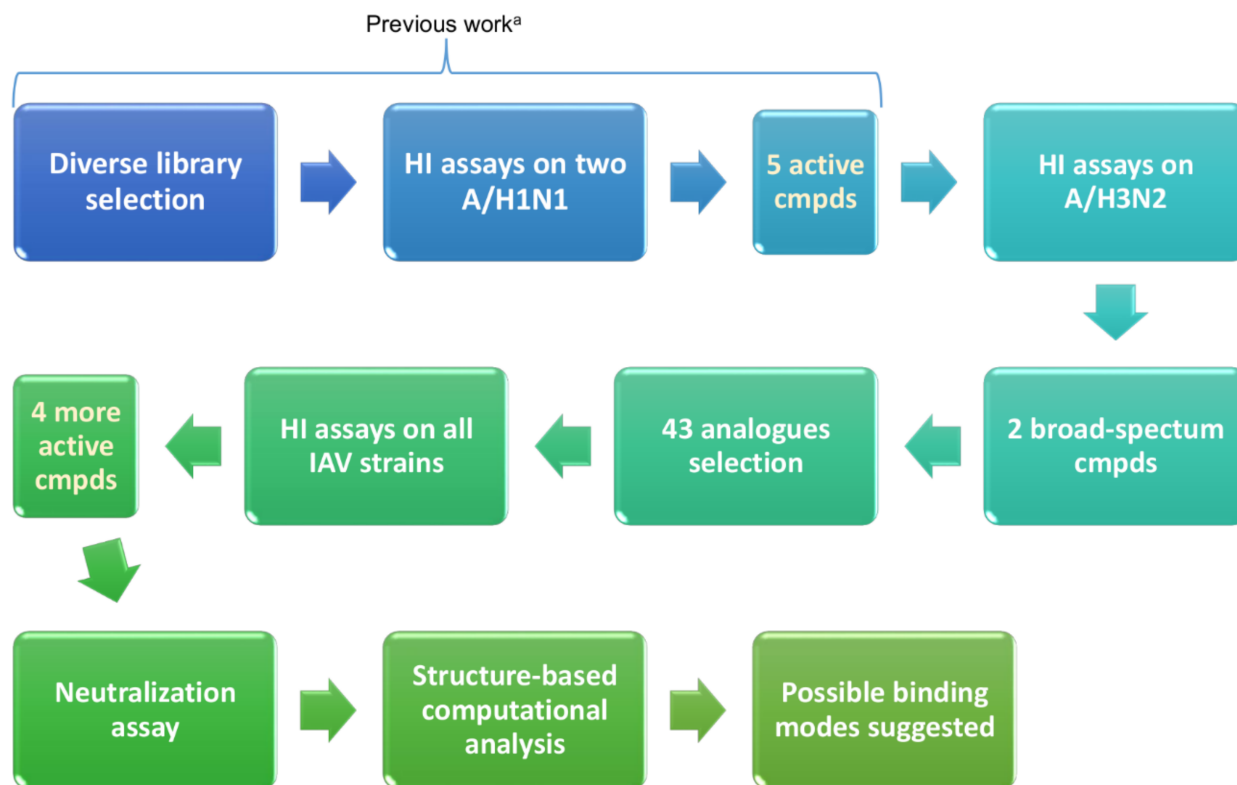 Previous workᵃ
Diverse library
selection
HI assays on two
A/H1N1
5 active
cmpds
HI assays on
A/H3N2
2 broad-spectum
cmpds
43 analogues
selection
HI assays on all
IAV strains
4 more
active
cmpds
Neutralization
assay
Structure-based
computational
analysis
Possible binding
modes suggested